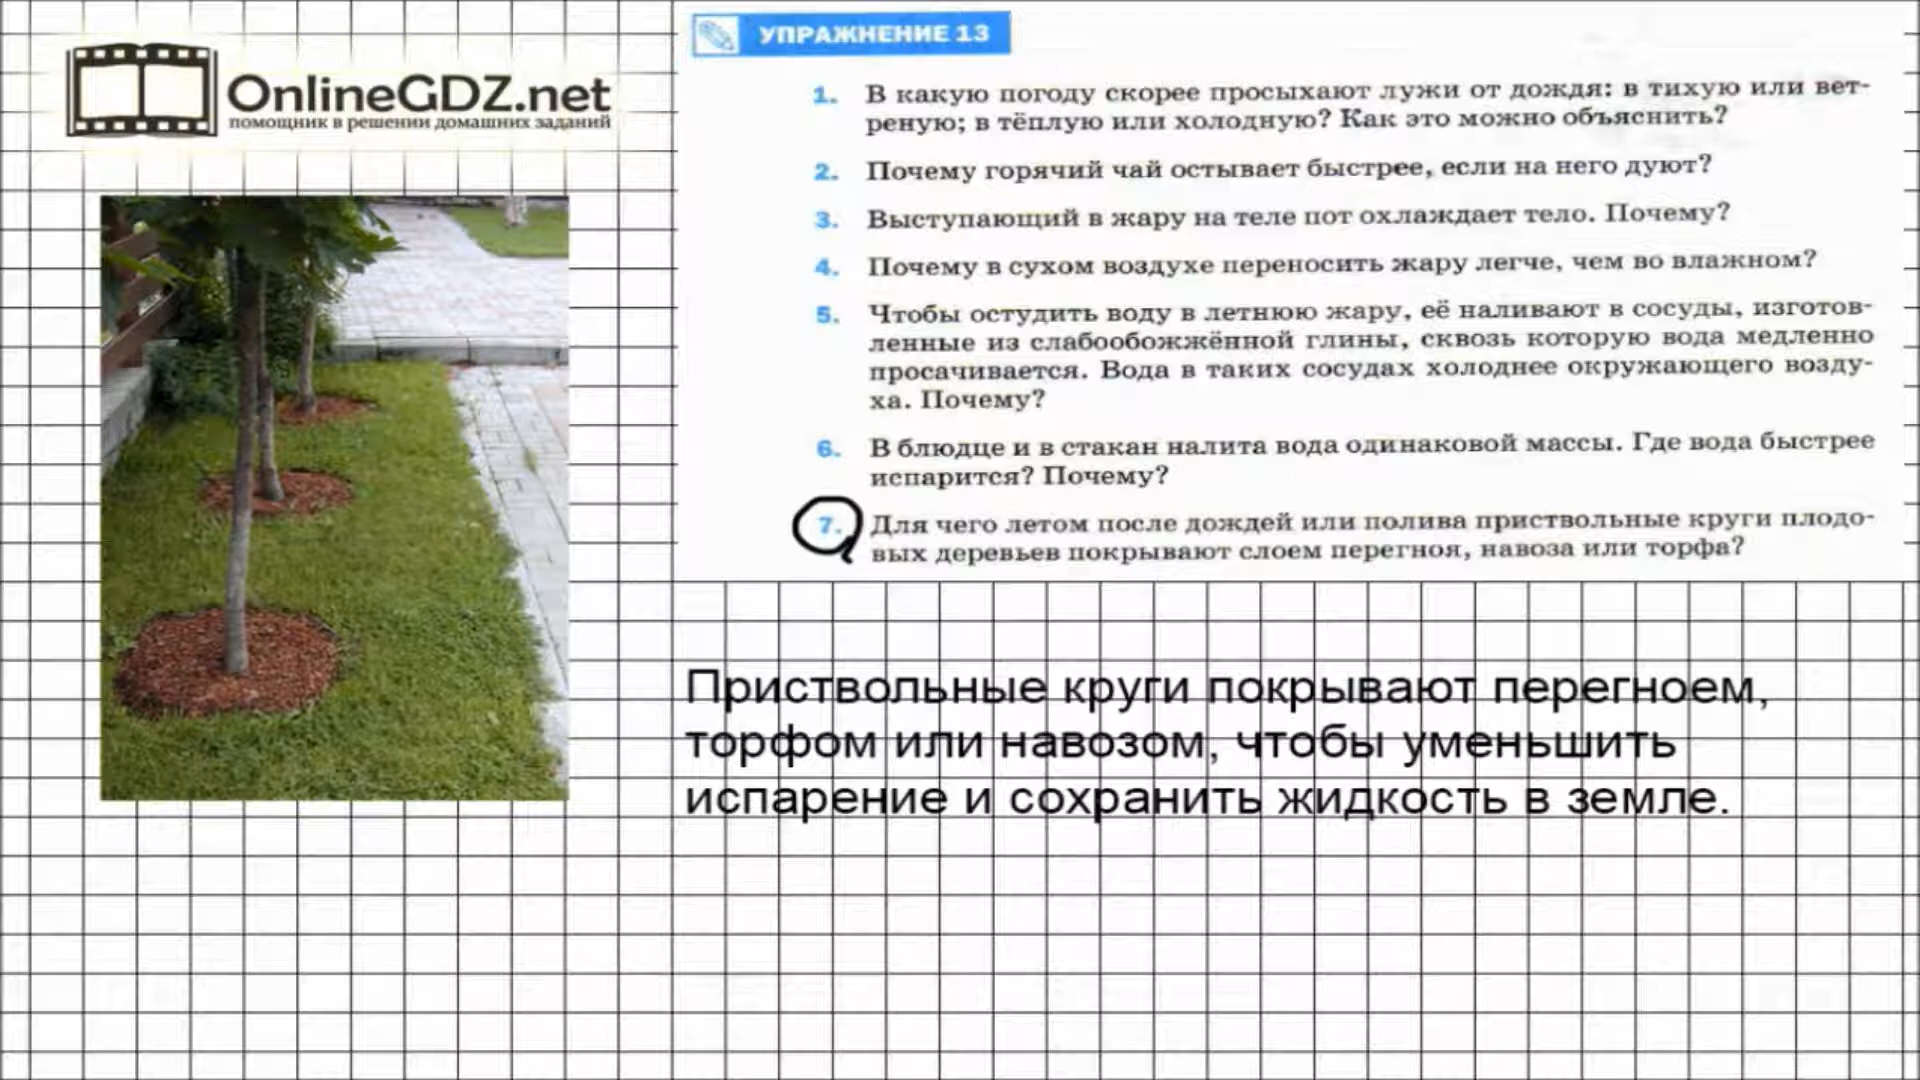 OnlineGDZ.net
помощник в решении домашних заданий
УПРАЖНЕНИЕ 13
1. В какую погоду скорее просыхают лужи от дождя: в тихую или вет-
реную; в тёплую или холодную? Как это можно объяснить?
2. Почему горячий чай остывает быстрее, если на него дуют?
3. Выступающий в жару на теле пот охлаждает тело. Почему?
4. Почему в сухом воздухе переносить жару легче, чем во влажном?
5. Чтобы остудить воду в летнюю жару, её наливают в сосуды, изготов-
ленные из слабообожжённой глины, сквозь которую вода медленно
просачивается. Вода в таких сосудах холоднее окружающего возду-
ха. Почему?
6. В блюдце и в стакан налита вода одинаковой массы. Где вода быстрее
испарится? Почему?
7. Для чего летом после дождей или полива приствольные круги плодо-
вых деревьев покрывают слоем перегноя, навоза или торфа?
Приствольные круги покрывают перегноем,
торфом или навозом, чтобы уменьшить
испарение и сохранить жидкость в земле.